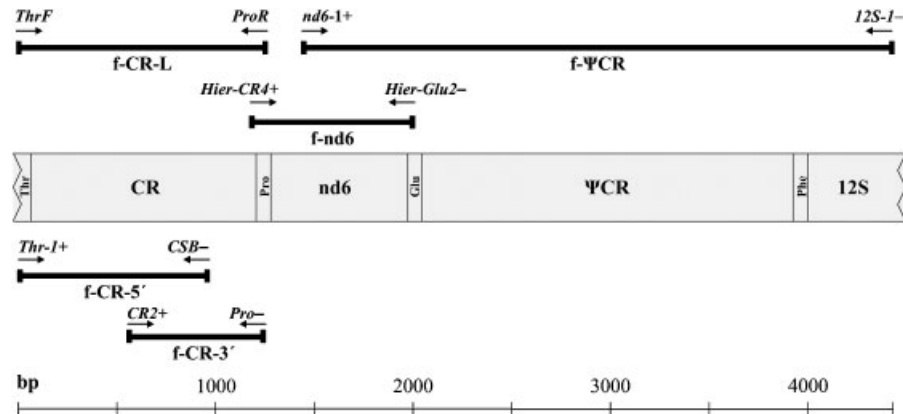 ThrF ProR nd6-1+ 12S-1–
f-CR-L f-ΨCR
Hier-CR4+ Hier-Glu2–
f-nd6
Thr CR Pro nd6 Glu ΨCR Phe 12S
Thr-1+ CSB–
f-CR-5´
CR2+ Pro–
f-CR-3´
bp 1000 2000 3000 4000